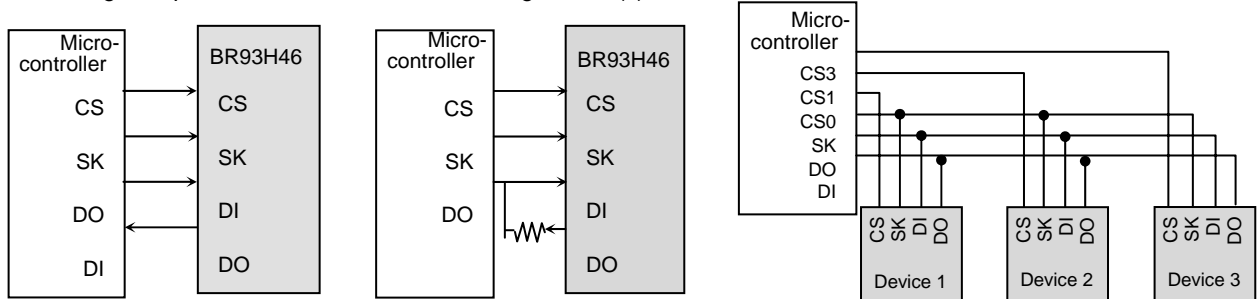 Micro-
controller
CS
SK
DO
DI
BR93H46
CS
SK
DI
DO
Micro-
controller
CS
SK
DO
BR93H46
CS
SK
DI
DO
Micro-
controller
CS3
CS1
CS0
SK
DO
DI
CS
SK
DI
DO
Device 1
CS
SK
DI
DO
Device 2
CS
SK
DI
DO
Device 3